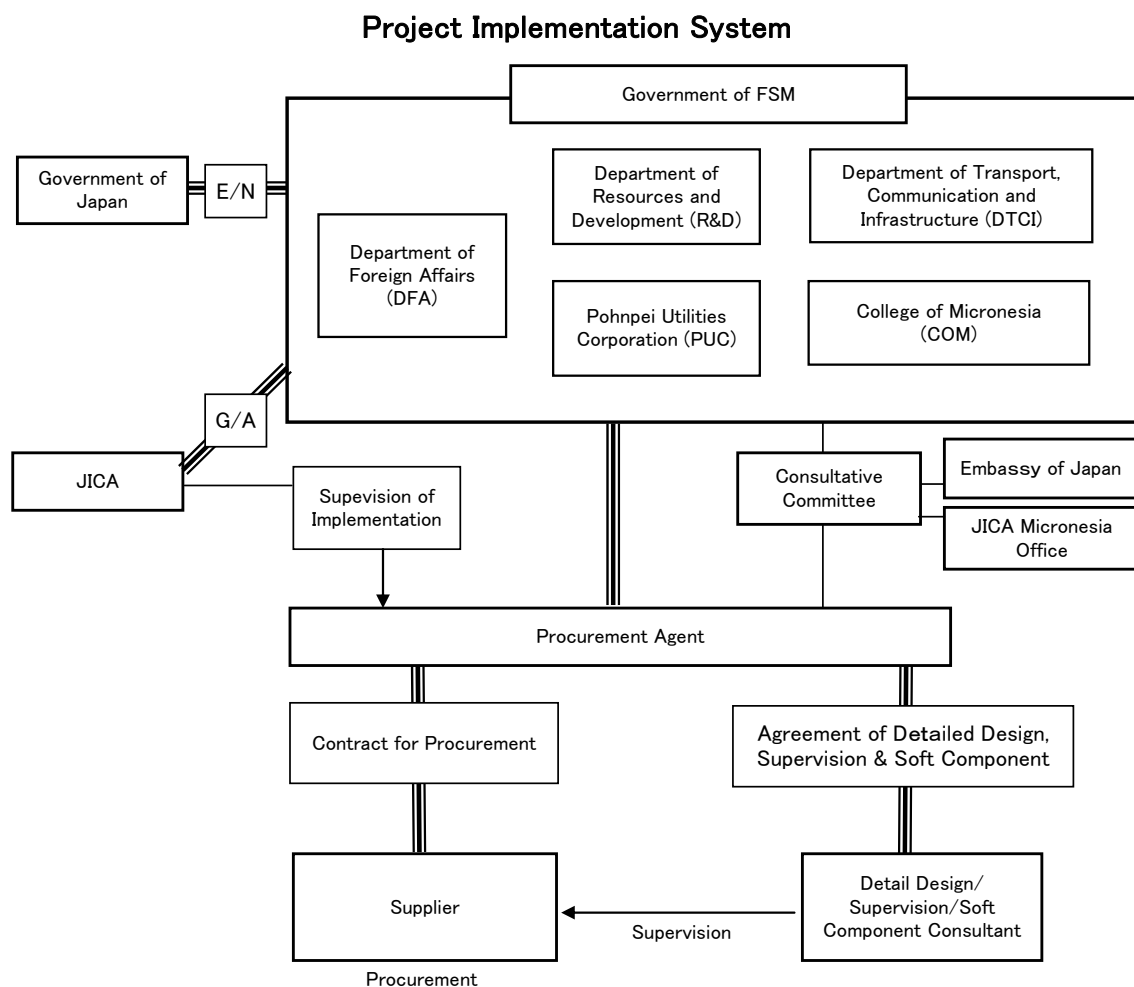 Project Implementation System
Government of FSM
Government of
Japan
E/N
Department of
Resources and
Development (R&D)
Department of Transport,
Communication and
Infrastructure (DTCI)
Department of
Foreign Affairs
(DFA)
Pohnpei Utilities
Corporation (PUC)
College of Micronesia
(COM)
G/A
JICA
Supevision of
Implementation
Consultative
Committee
Embassy of Japan
JICA Micronesia
Office
Procurement Agent
Contract for Procurement
Agreement of Detailed Design,
Supervision & Soft Component
Supplier
Supervision
Detail Design/
Supervision/Soft
Component Consultant
Procurement